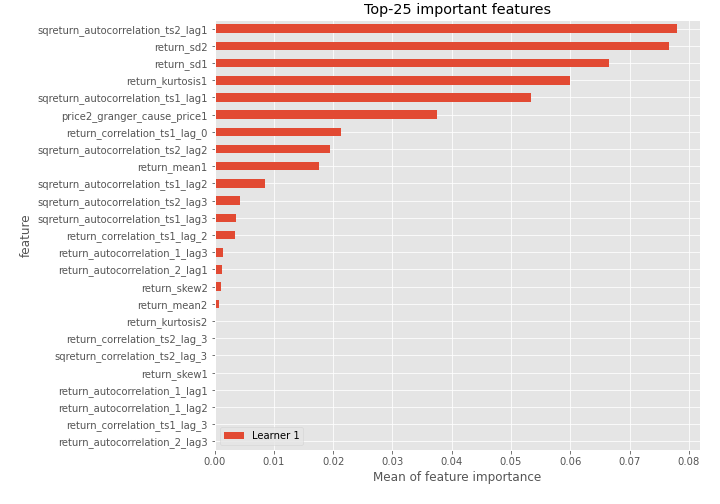 Top-25 important features
sqreturn_autocorrelation_ts2_lag1
return_sd2
return_sd1
return_kurtosis1
sqreturn_autocorrelation_ts1_lag1
price2_granger_cause_price1
return_correlation_ts1_lag_0
sqreturn_autocorrelation_ts2_lag2
return_mean1
sqreturn_autocorrelation_ts1_lag2
sqreturn_autocorrelation_ts2_lag3
sqreturn_autocorrelation_ts1_lag3
return_correlation_ts1_lag_2
return_autocorrelation_1_lag3
return_autocorrelation_2_lag1
return_skew2
return_mean2
return_kurtosis2
return_correlation_ts2_lag_3
sqreturn_correlation_ts2_lag_3
return_skew1
return_autocorrelation_1_lag1
return_autocorrelation_1_lag2
return_correlation_ts1_lag_3
return_autocorrelation_2_lag3
feature
Learner 1
0.00 0.01 0.02 0.03 0.04 0.05 0.06 0.07 0.08
Mean of feature importance